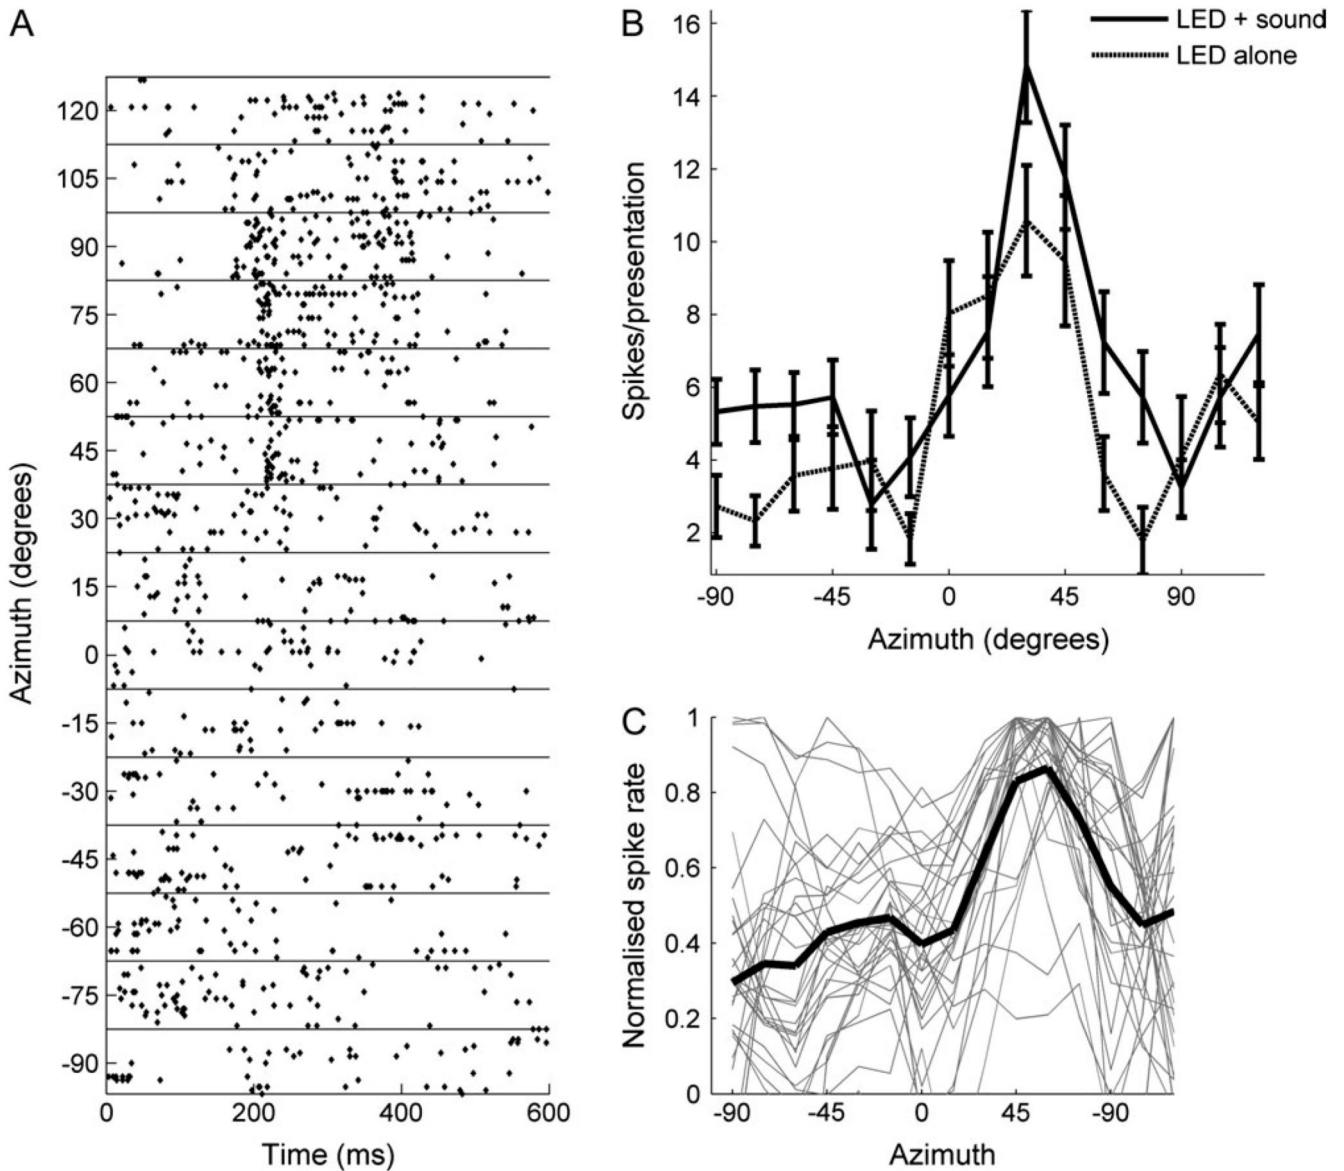 A
120
105
90
75
60
45
30
15
0
-15
-30
-45
-60
-75
-90
Azimuth (degrees)
0 200 400 600
Time (ms)
B
LED + sound
LED alone
16
14
12
10
8
6
4
2
Spikes/presentation
-90 -45 0 45 90
Azimuth (degrees)
C
1
0.8
0.6
0.4
0.2
0
Normalised spike rate
-90 -45 0 45 -90
Azimuth